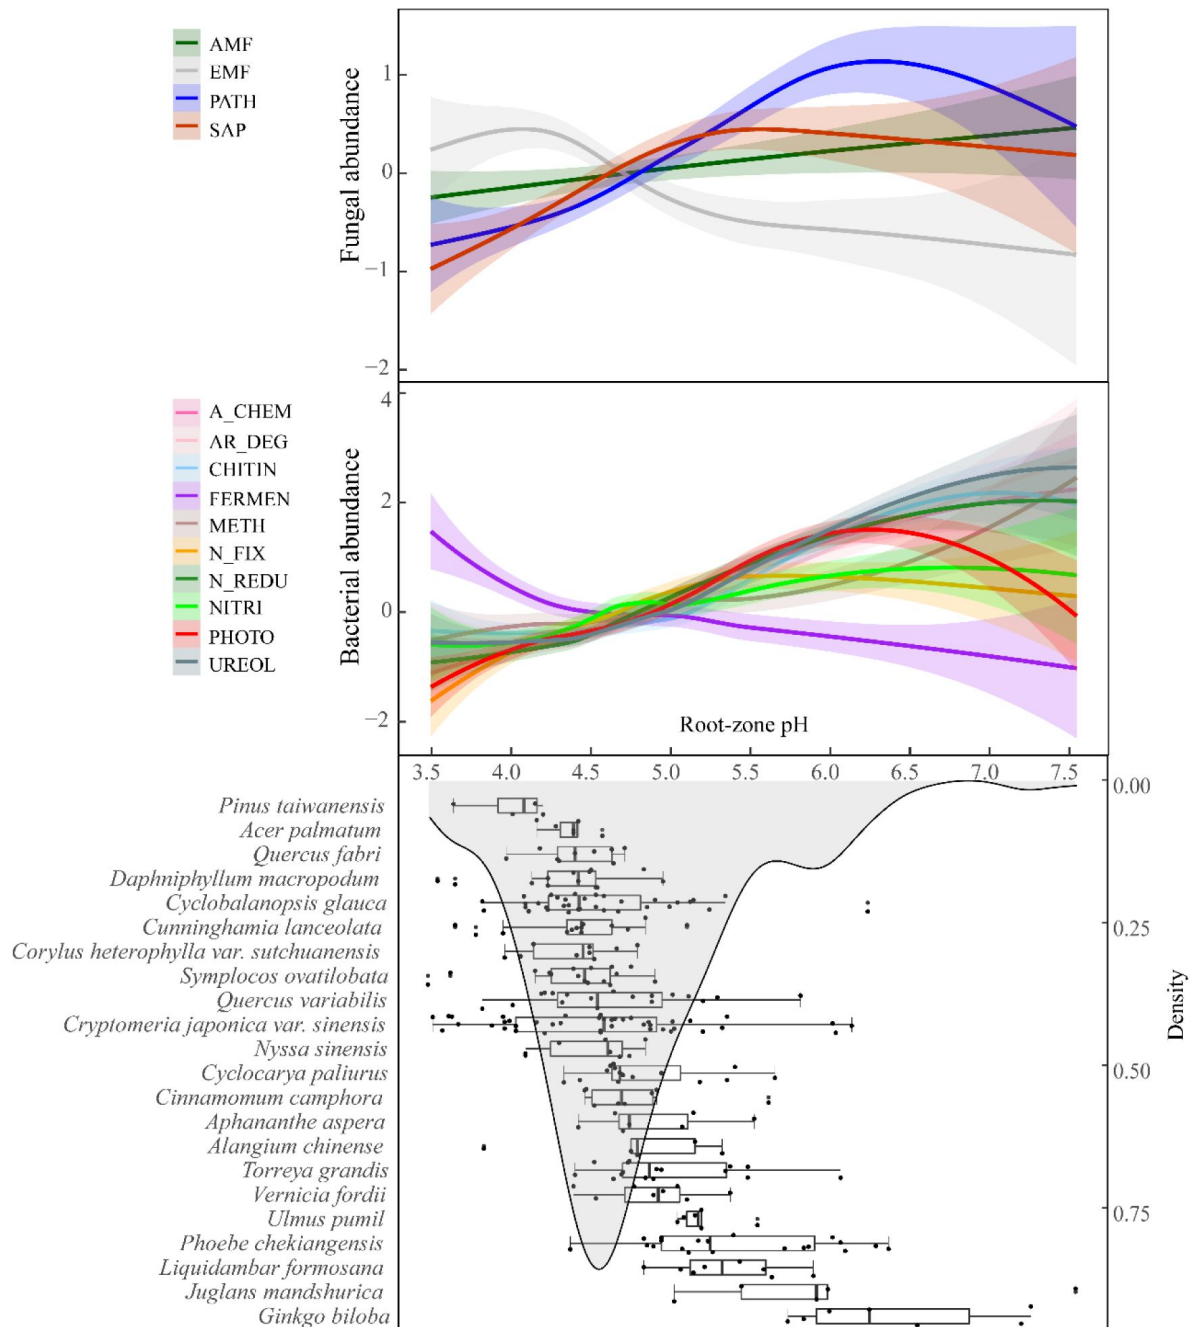 AMF
EMF
PATH
SAP
Fungal abundance
1
0
−1
−2
A_CHEM
AR_DEG
CHITIN
FERMEN
METH
N_FIX
N_REDU
NITRI
PHOTO
UREOL
Bacterial abundance
4
2
0
−2
Root-zone pH
3.5 4.0 4.5 5.0 5.5 6.0 6.5 7.0 7.5
Pinus taiwanensis
Acer palmatum
Quercus fabri
Daphniphyllum macropodum
Cyclobalanopsis glauca
Cunninghamia lanceolata
Corylus heterophylla var. sutchuanensis
Symplocos ovatilobata
Quercus variabilis
Cryptomeria japonica var. sinensis
Nyssa sinensis
Cyclocarya paliurus
Cinnamomum camphora
Aphananthe aspera
Alangium chinense
Torreya grandis
Vernicia fordii
Ulmus pumil
Phoebe chekiangensis
Liquidambar formosana
Juglans mandshurica
Ginkgo biloba
0.00
0.25
0.50
0.75
Density